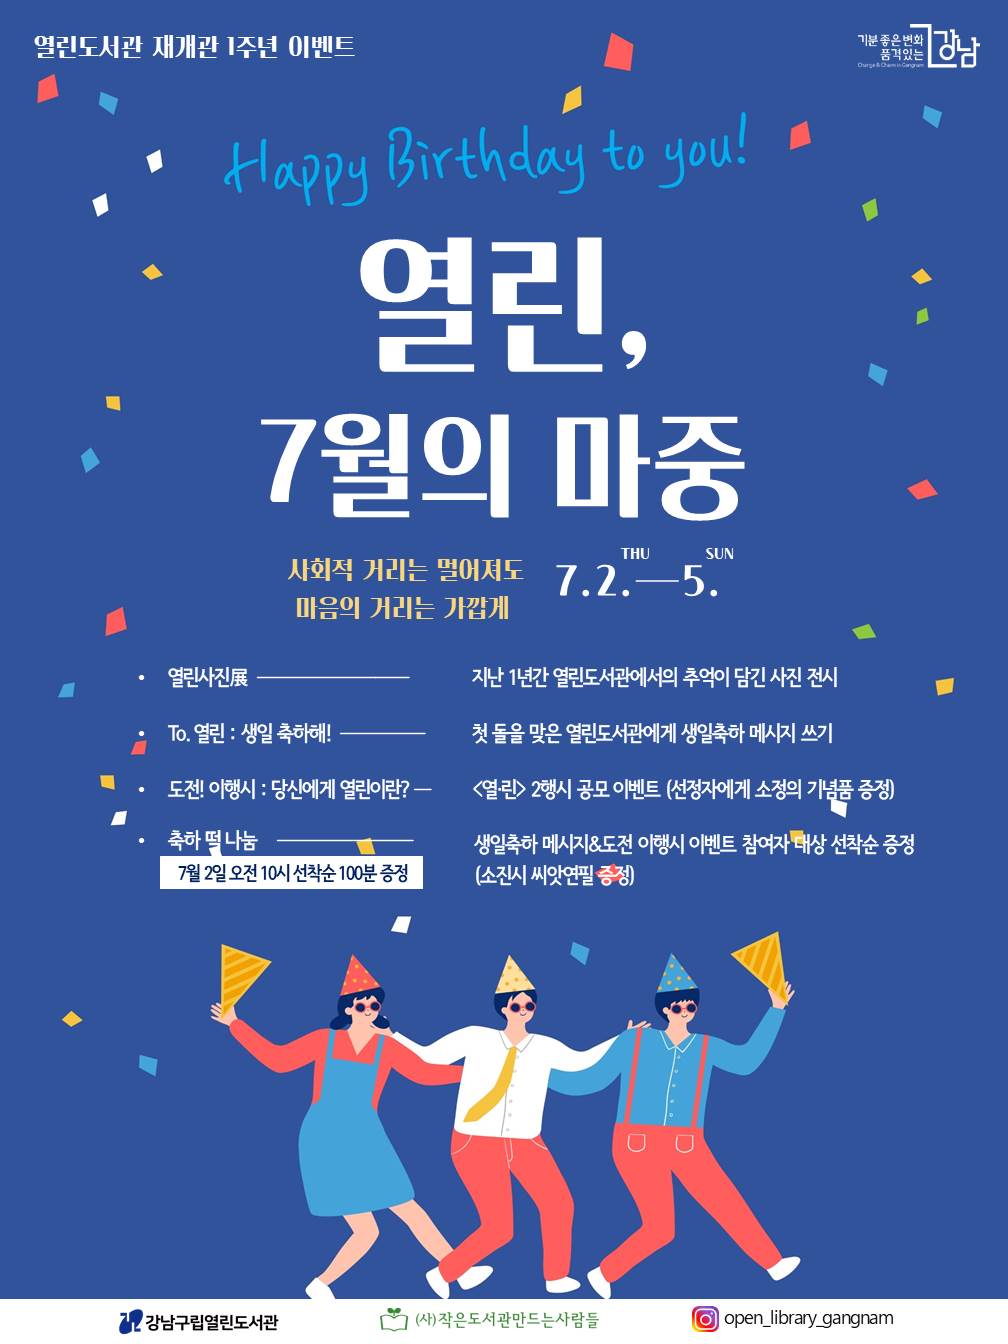 열린도서관 재개관 1주년 이벤트
기분 좋은 변화
품격 있는
강남
Change & Charm in Gangnam
Happy Birthday to you!
열린,
7월의 마중
사회적 거리는 멀어져도
마음의 거리는 가깝게
THU SUN
7.2.—5.
• 열린사진展 — 지난 1년간 열린도서관에서의 추억이 담긴 사진 전시
• To. 열린 : 생일 축하해! — 첫 돌을 맞은 열린도서관에게 생일축하 메시지 쓰기
• 도전! 이행시 : 당신에게 열린이란? — <열·린> 2행시 공모 이벤트 (선정자에게 소정의 기념품 증정)
• 축하 떡 나눔 — 생일축하 메시지&도전 이행시 이벤트 참여자 대상 선착순 증정
7월 2일 오전 10시 선착순 100분 증정
(소진시 씨앗연필 증정)
강남구립열린도서관
(사)작은도서관만드는사람들
open_library_gangnam